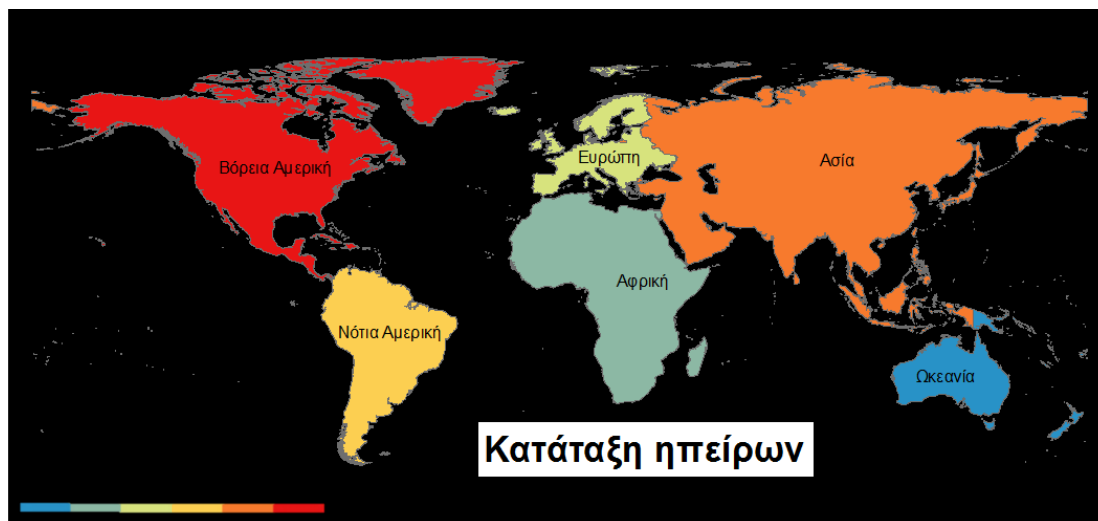 Βόρεια Αμερική
Ευρώπη
Ασία
Αφρική
Νότια Αμερική
Ωκεανία
Κατάταξη ηπείρων